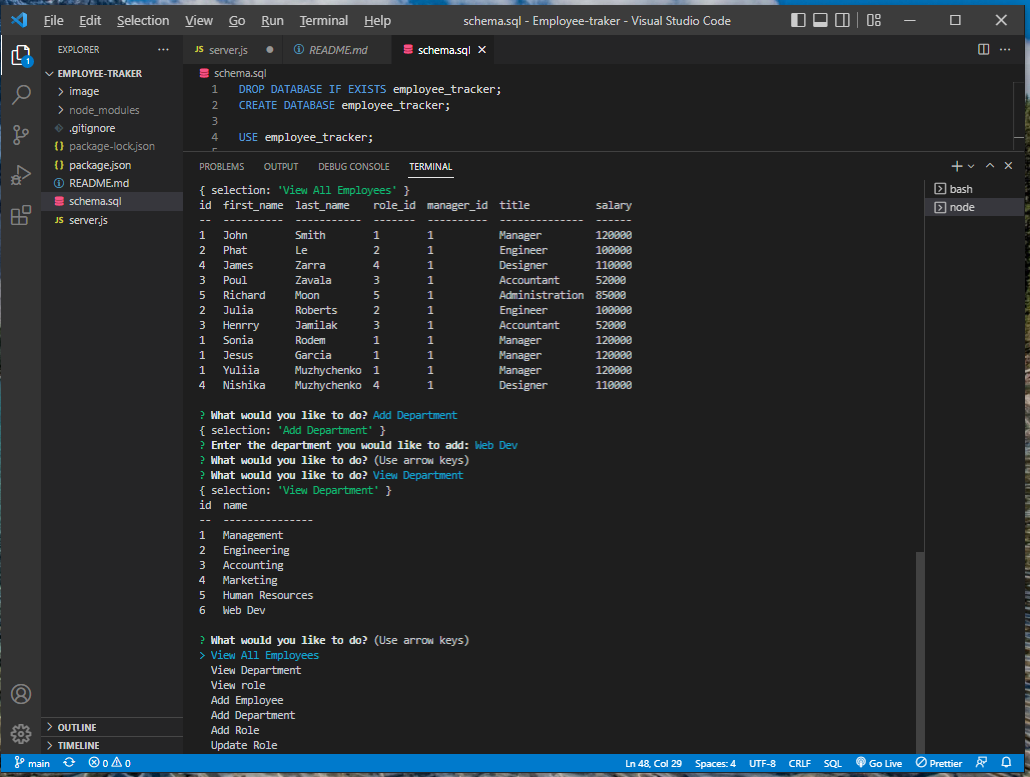 File Edit Selection View Go Run Terminal Help schema.sql - Employee-traker - Visual Studio Code
EXPLORER
EMPLOYEE-TRAKER
image
node_modules
.gitignore
{} package-lock.json
{} package.json
README.md
schema.sql
JS server.js
OUTLINE
TIMELINE
1
JS server.js README.md schema.sql
schema.sql
1 DROP DATABASE IF EXISTS employee_tracker;
2 CREATE DATABASE employee_tracker;
3
4 USE employee_tracker;
PROBLEMS OUTPUT DEBUG CONSOLE TERMINAL
{ selection: 'View All Employees' }
id first_name last_name role_id manager_id title salary
-- ---------- ----------- ------- ---------- -------------- ------
1 John Smith 1 1 Manager 120000
2 Phat Le 2 1 Engineer 100000
4 James Zarra 4 1 Designer 110000
3 Poul Zavala 3 1 Accountant 52000
5 Richard Moon 5 1 Administration 85000
2 Julia Roberts 2 1 Engineer 100000
3 Henrry Jamilak 3 1 Accountant 52000
1 Sonia Rodem 1 1 Manager 120000
1 Jesus Garcia 1 1 Manager 120000
1 Yuliia Muzhychenko 1 1 Manager 120000
4 Nishika Muzhychenko 4 1 Designer 110000
? What would you like to do? Add Department
{ selection: 'Add Department' }
? Enter the department you would like to add: Web Dev
? What would you like to do? (Use arrow keys)
? What would you like to do? View Department
{ selection: 'View Department' }
id name
-- ---------------
1 Management
2 Engineering
3 Accounting
4 Marketing
5 Human Resources
6 Web Dev
? What would you like to do? (Use arrow keys)
> View All Employees
View Department
View role
Add Employee
Add Department
Add Role
Update Role
bash
node
main 0 0 Ln 48, Col 29 Spaces: 4 UTF-8 CRLF SQL Go Live Prettier